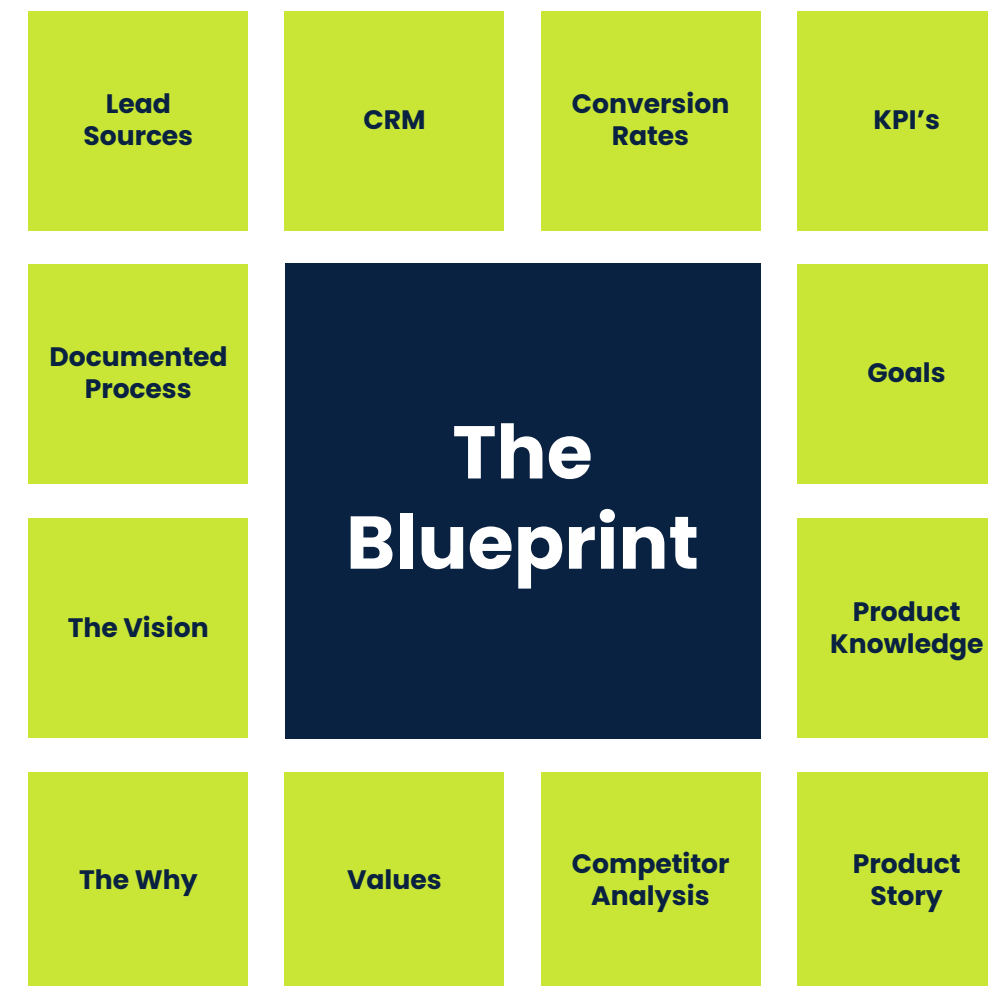 Lead
Sources
CRM
Conversion
Rates
KPI’s
Documented
Process
The
Blueprint
Goals
The Vision
Product
Knowledge
The Why
Values
Competitor
Analysis
Product
Story